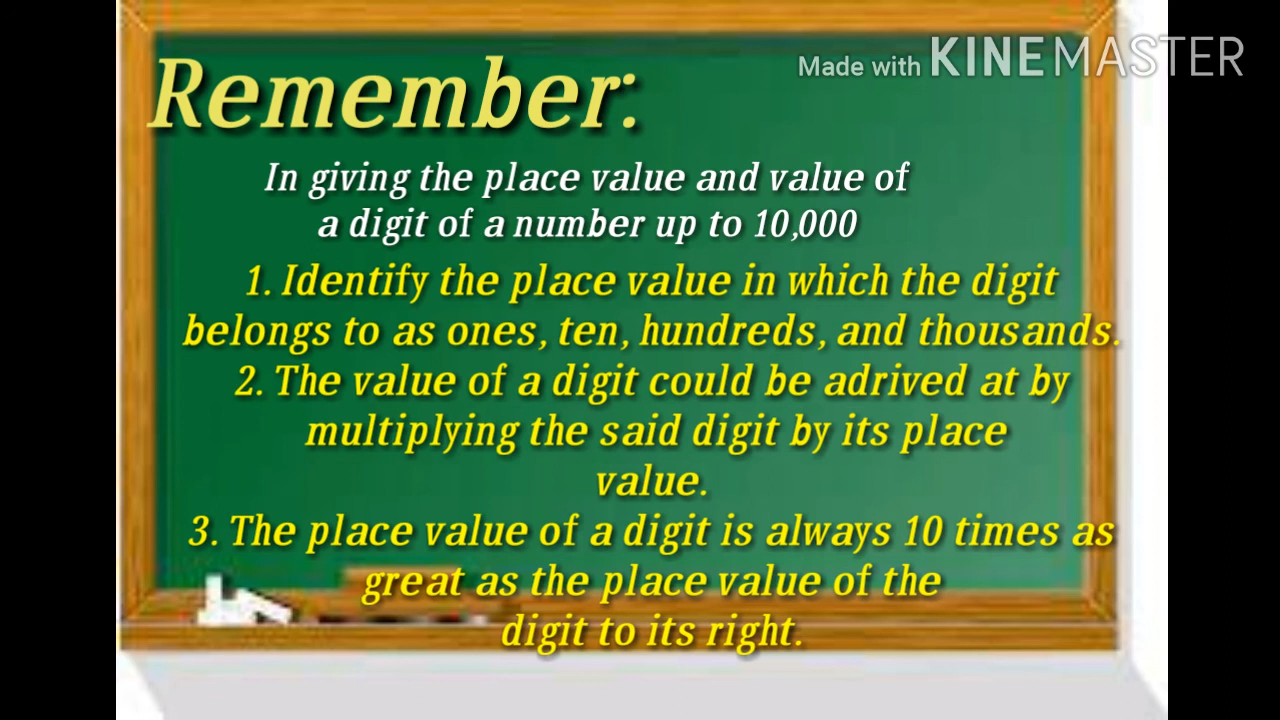 Made with KINEMASTER
Remember:
In giving the place value and value of
a digit of a number up to 10,000
1. Identify the place value in which the digit
belongs to as ones, ten, hundreds, and thousands.
2. The value of a digit could be adrived at by
multiplying the said digit by its place
value.
3. The place value of a digit is always 10 times as
great as the place value of the
digit to its right.